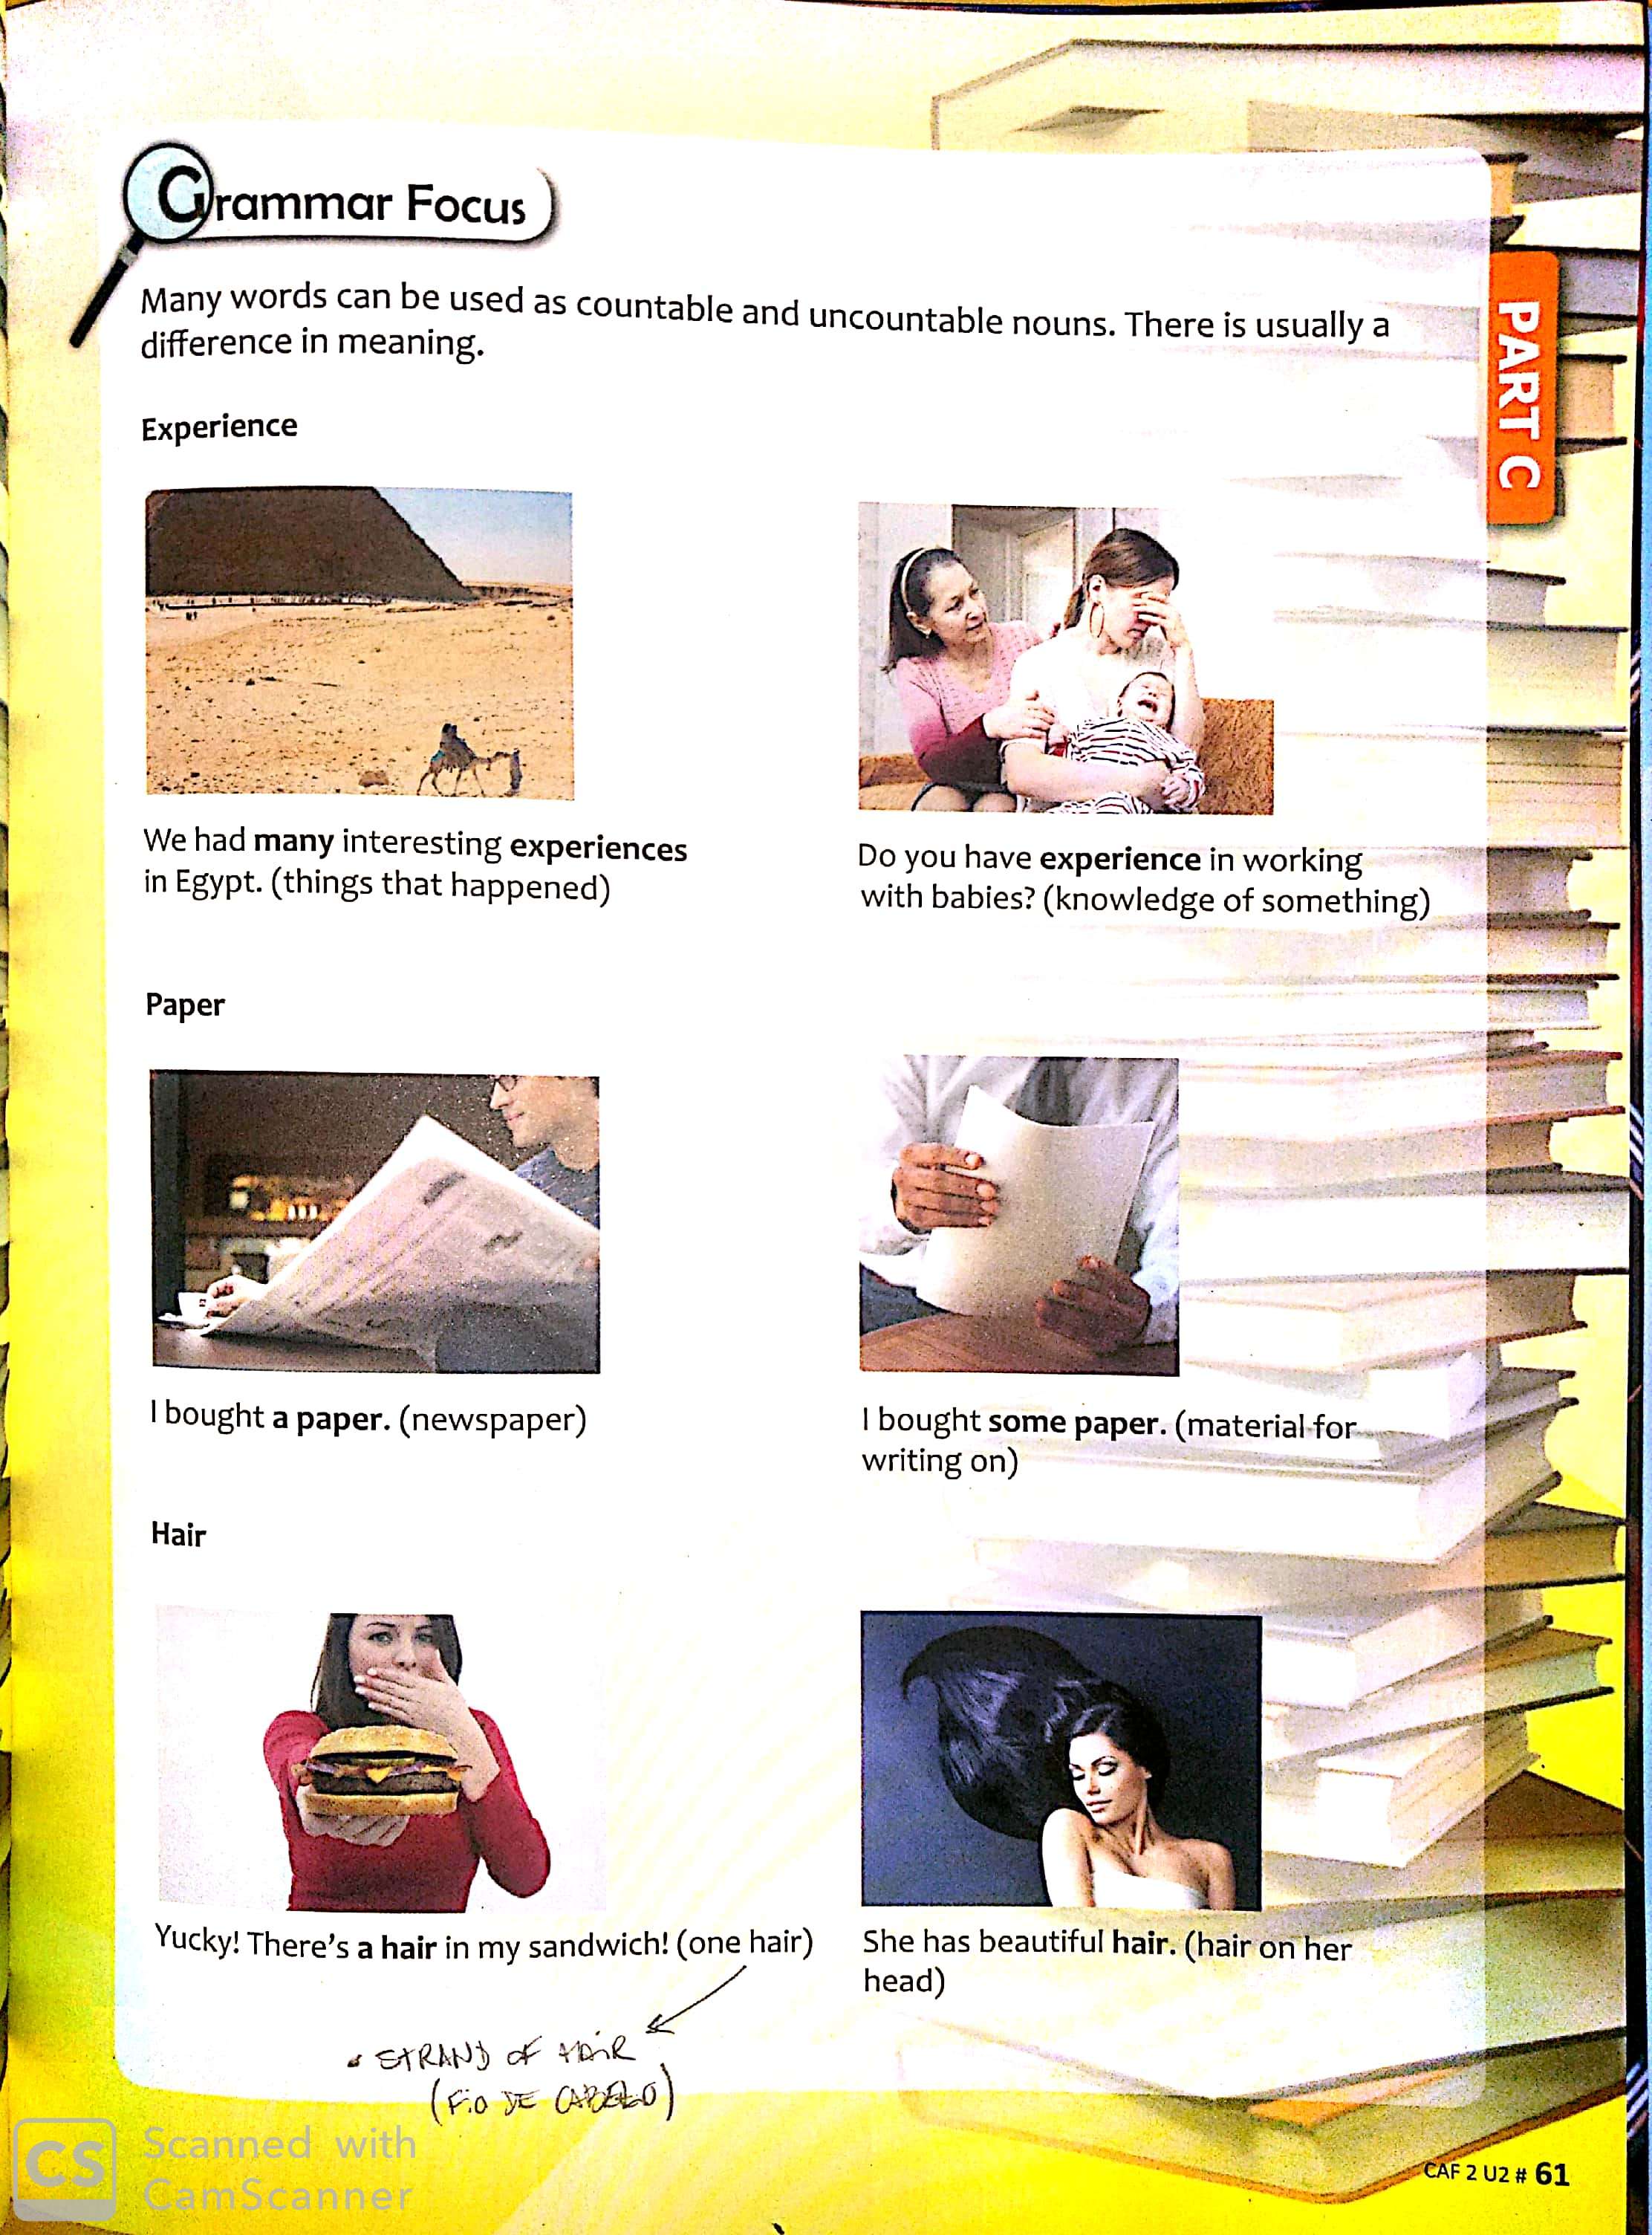 Grammar Focus
Many words can be used as countable and uncountable nouns. There is usually a
difference in meaning.
PART C
Experience
We had many interesting experiences
in Egypt. (things that happened)
Do you have experience in working
with babies? (knowledge of something)
Paper
I bought a paper. (newspaper)
I bought some paper. (material for
writing on)
Hair
Yucky! There's a hair in my sandwich! (one hair)
She has beautiful hair. (hair on her
head)
• STRAND OF HAIR
(FIO DE CABELO)
CS Scanned with
CamScanner
CAF 2 U2 # 61